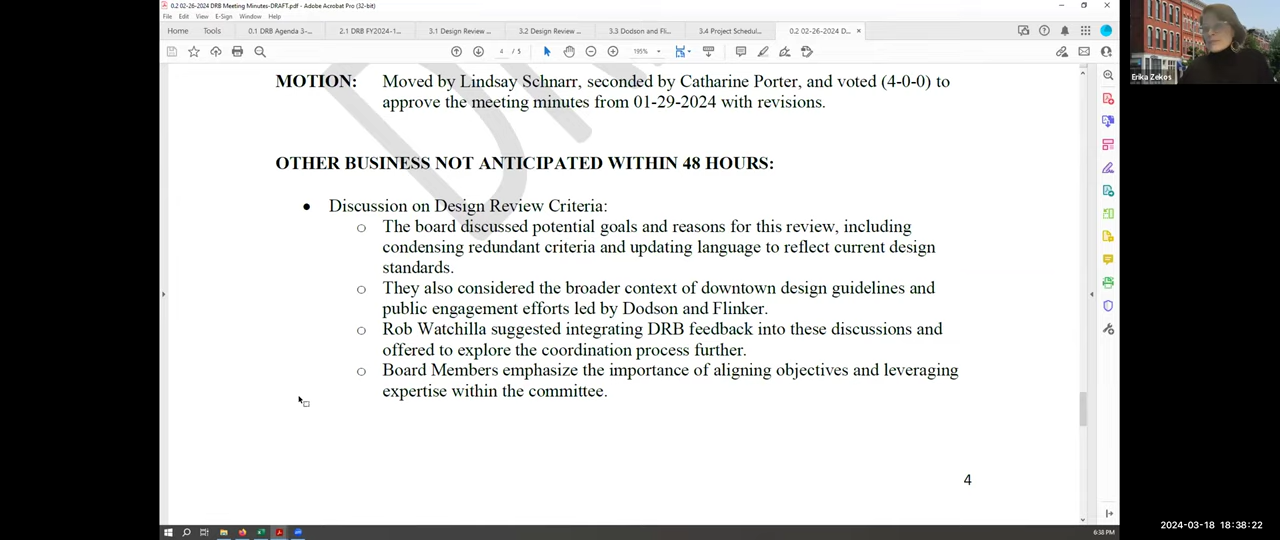 0.2 02-26-2024 DRB Meeting Minutes-DRAFT.pdf - Adobe Acrobat Pro (32-bit)
File Edit View E-Sign Window Help
Home Tools 0.1 DRB Agenda 3-... 2.1 DRB FY2024-1... 3.1 Design Review ... 3.2 Design Review ... 3.3 Dodson and Fli... 3.4 Project Schedul... 0.2 02-26-2024 D... ×
4 / 5 195%
MOTION: Moved by Lindsay Schnarr, seconded by Catharine Porter, and voted (4-0-0) to
approve the meeting minutes from 01-29-2024 with revisions.
OTHER BUSINESS NOT ANTICIPATED WITHIN 48 HOURS:
• Discussion on Design Review Criteria:
o The board discussed potential goals and reasons for this review, including
condensing redundant criteria and updating language to reflect current design
standards.
o They also considered the broader context of downtown design guidelines and
public engagement efforts led by Dodson and Flinker.
o Rob Watchilla suggested integrating DRB feedback into these discussions and
offered to explore the coordination process further.
o Board Members emphasize the importance of aligning objectives and leveraging
expertise within the committee.
4
Erika Zekos
6:38 PM
2024-03-18 18:38:22